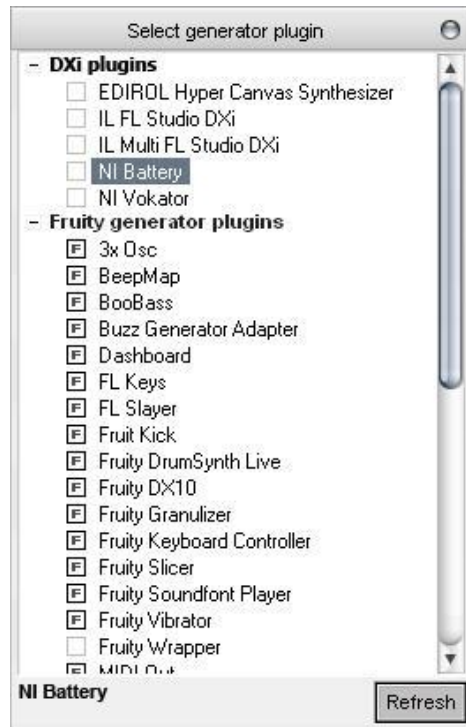 Select generator plugin
- DXi plugins
EDIROL Hyper Canvas Synthesizer
IL FL Studio DXi
IL Multi FL Studio DXi
NI Battery
NI Vokator
- Fruity generator plugins
F 3x Osc
F BeepMap
F BooBass
F Buzz Generator Adapter
F Dashboard
F FL Keys
F FL Slayer
F Fruit Kick
F Fruity DrumSynth Live
F Fruity DX10
F Fruity Granulizer
F Fruity Keyboard Controller
F Fruity Slicer
F Fruity Soundfont Player
F Fruity Vibrator
Fruity Wrapper
F MIDI Out
NI Battery
Refresh